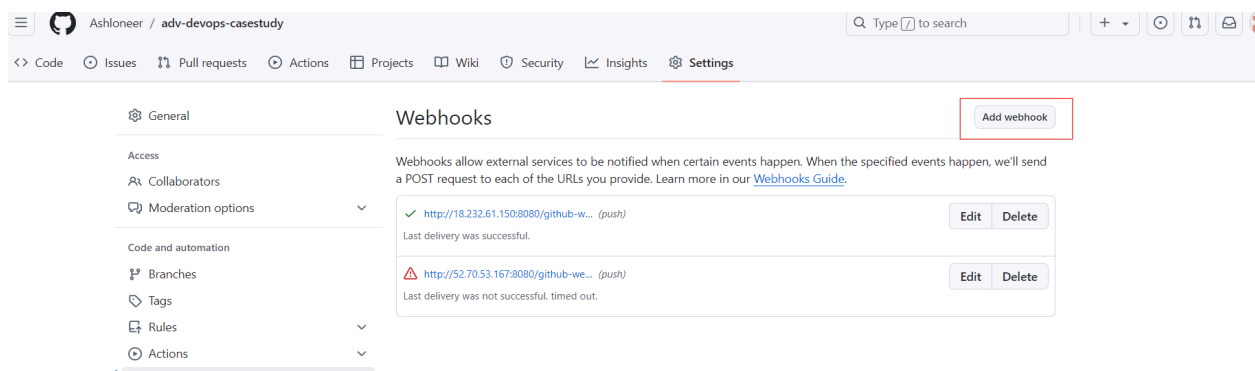 Ashloneer / adv-devops-casestudy
Type / to search
<> Code Issues Pull requests Actions Projects Wiki Security Insights Settings
General
Access
Collaborators
Moderation options
Code and automation
Branches
Tags
Rules
Actions
Webhooks
Add webhook
Webhooks allow external services to be notified when certain events happen. When the specified events happen, we'll send
a POST request to each of the URLs you provide. Learn more in our Webhooks Guide.
http://18.232.61.150:8080/github-w... (push)
Edit Delete
Last delivery was successful.
http://52.70.53.167:8080/github-we... (push)
Edit Delete
Last delivery was not successful. timed out.